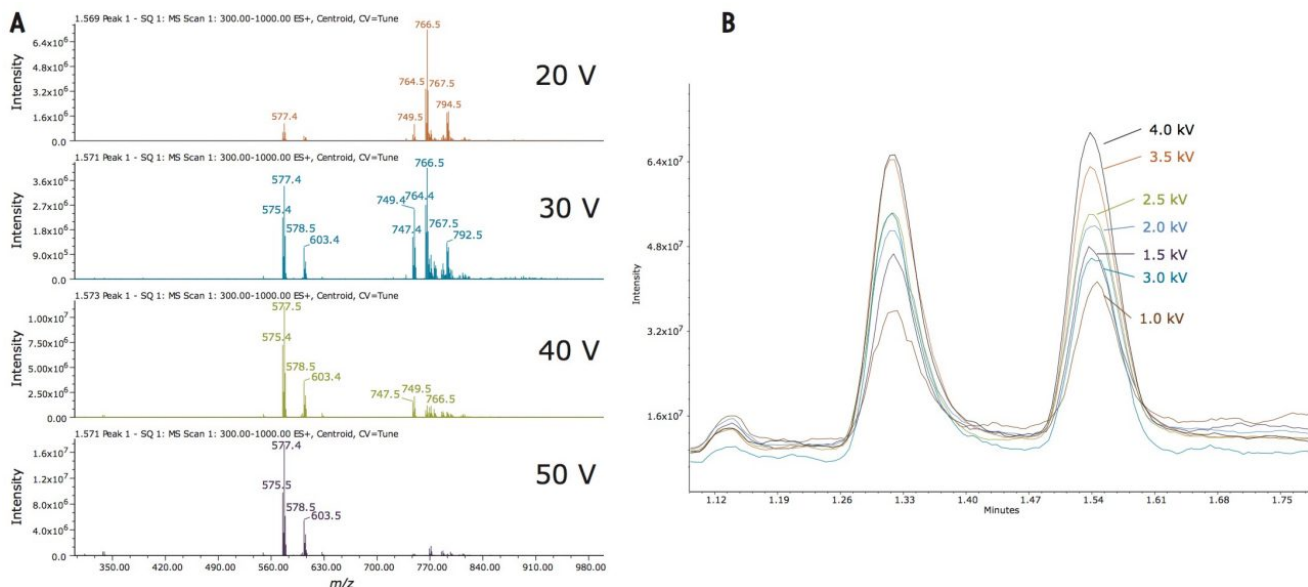 A
1.569 Peak 1 - SQ 1: MS Scan 1: 300.00-1000.00 ES+, Centroid, CV=Tune
Intensity
6.4x10⁶
4.8x10⁶
3.2x10⁶
1.6x10⁶
0.0
577.4
749.5
764.5
766.5
767.5
794.5
20 V
1.571 Peak 1 - SQ 1: MS Scan 1: 300.00-1000.00 ES+, Centroid, CV=Tune
Intensity
3.6x10⁶
2.7x10⁶
1.8x10⁶
9.0x10⁵
0.0
577.4
575.4
578.5
603.4
766.5
749.4
764.4
747.4
767.5
792.5
30 V
1.573 Peak 1 - SQ 1: MS Scan 1: 300.00-1000.00 ES+, Centroid, CV=Tune
Intensity
1.00x10⁷
7.50x10⁶
5.00x10⁶
2.50x10⁶
0.0
577.5
575.4
578.5
603.4
747.5
749.5
766.5
40 V
1.571 Peak 1 - SQ 1: MS Scan 1: 300.00-1000.00 ES+, Centroid, CV=Tune
Intensity
1.6x10⁷
1.2x10⁷
8.0x10⁶
4.0x10⁶
0.0
577.4
575.5
578.5
603.5
50 V
350.00
420.00
490.00
560.00
630.00
700.00
770.00
840.00
910.00
980.00
m/z
B
Intensity
6.4x10⁷
4.8x10⁷
3.2x10⁷
1.6x10⁷
4.0 kV
3.5 kV
2.5 kV
2.0 kV
1.5 kV
3.0 kV
1.0 kV
1.12
1.19
1.26
1.33
1.40
1.47
1.54
1.61
1.68
1.75
Minutes